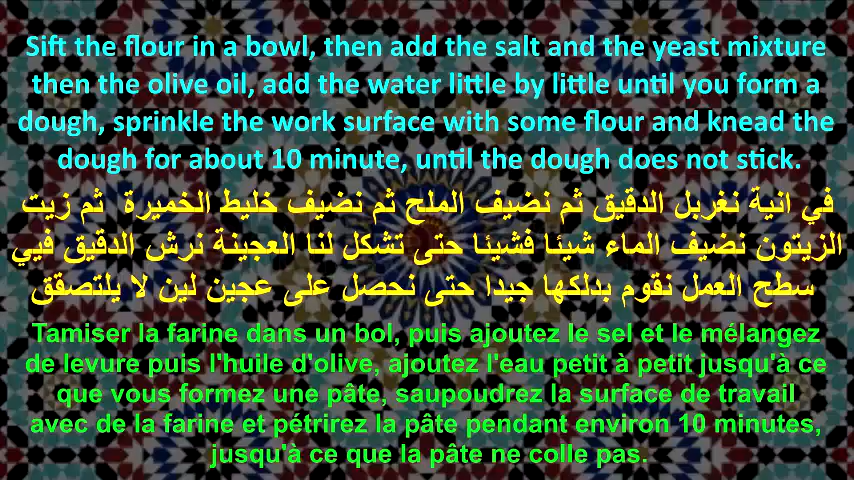 Sift the flour in a bowl, then add the salt and the yeast mixture
then the olive oil, add the water little by little until you form a
dough, sprinkle the work surface with some flour and knead the
dough for about 10 minute, until the dough does not stick.
في انية نغربل الدقيق ثم نضيف الملح ثم نضيف خليط الخميرة ثم زيت
الزيتون نضيف الماء شيئا فشيئا حتى تشكل لنا العجينة نرش الدقيق فيي
سطح العمل نقوم بدلكها جيدا حتى نحصل على عجين لين لا يلتصقق
Tamiser la farine dans un bol, puis ajoutez le sel et le mélangez
de levure puis l'huile d'olive, ajoutez l'eau petit à petit jusqu'à ce
que vous formez une pâte, saupoudrez la surface de travail
avec de la farine et pétrirez la pâte pendant environ 10 minutes,
jusqu'à ce que la pâte ne colle pas.